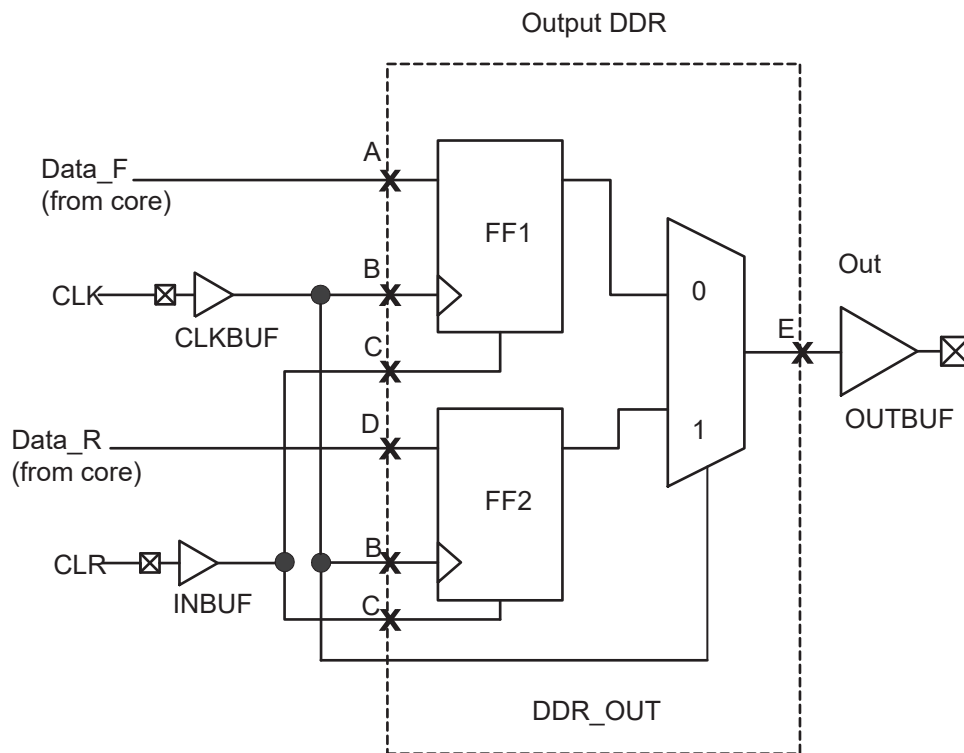 Output DDR
A
Data_F
(from core)
FF1
B
CLK
CLKBUF
C
0
Out
E
OUTBUF
D
Data_R
(from core)
1
FF2
B
CLR
INBUF
C
DDR_OUT